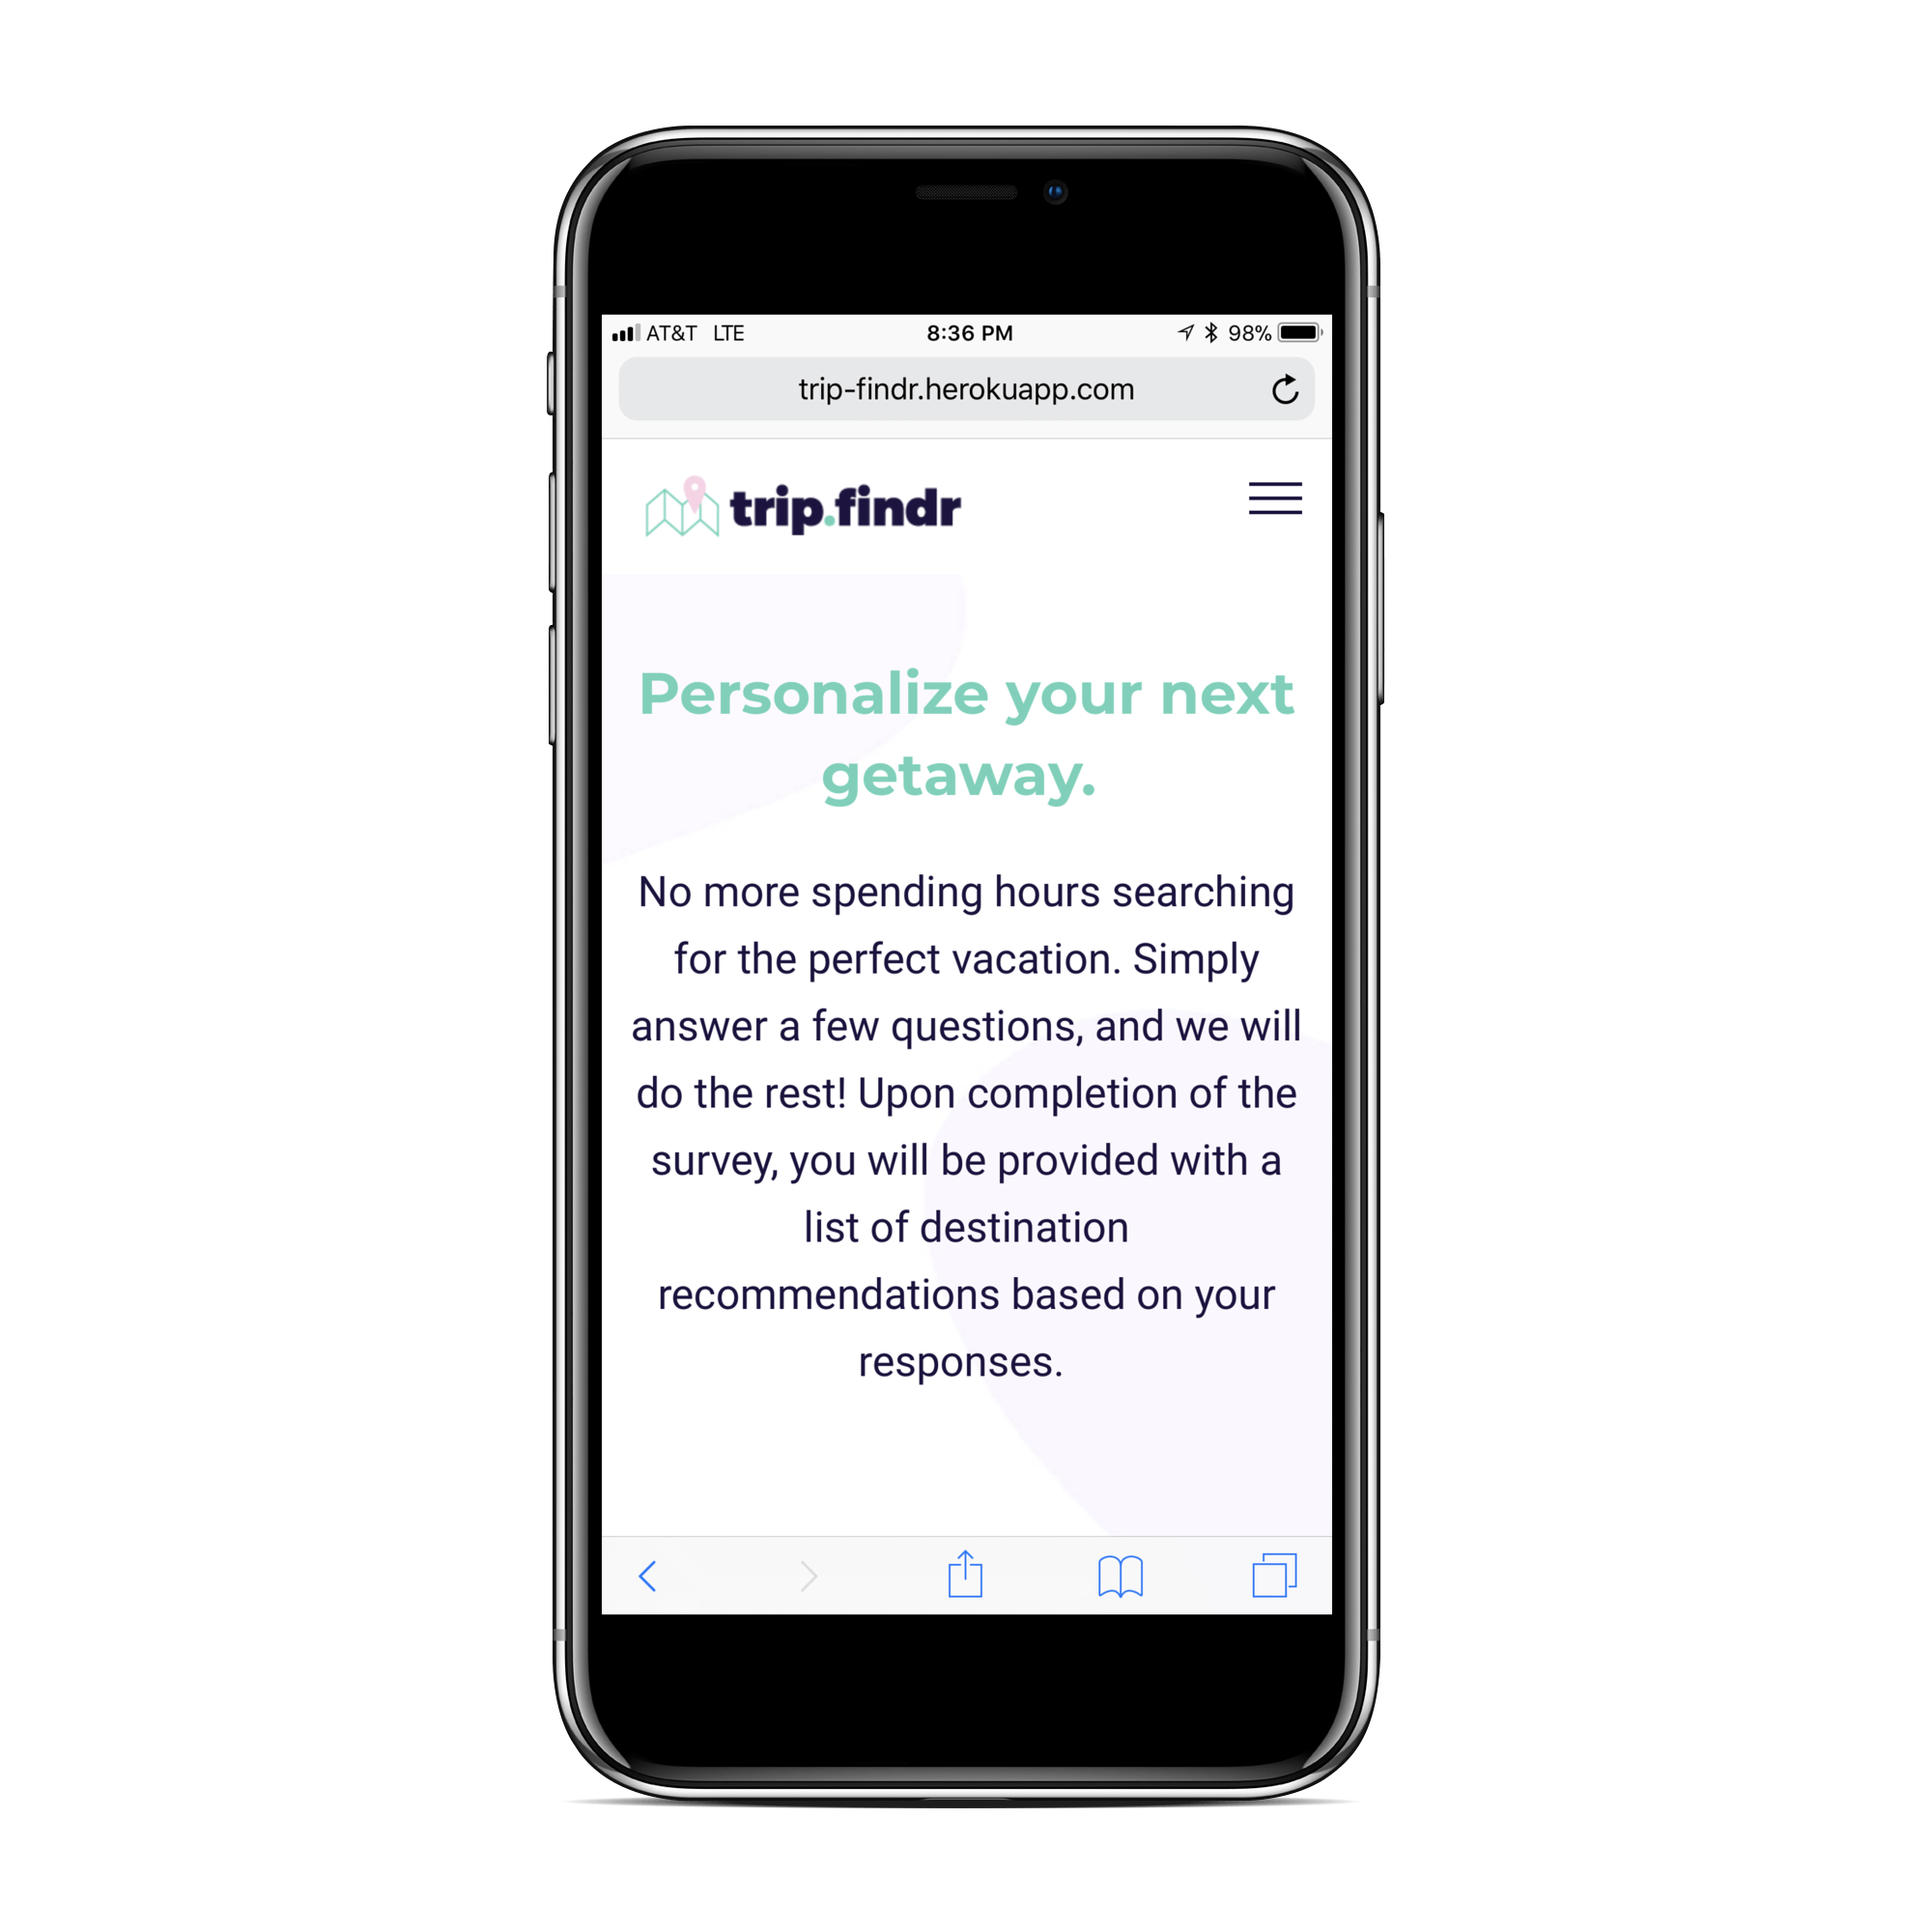 AT&T LTE 8:36 PM 98%
trip-findr.herokuapp.com
trip.findr
Personalize your next
getaway.
No more spending hours searching
for the perfect vacation. Simply
answer a few questions, and we will
do the rest! Upon completion of the
survey, you will be provided with a
list of destination
recommendations based on your
responses.